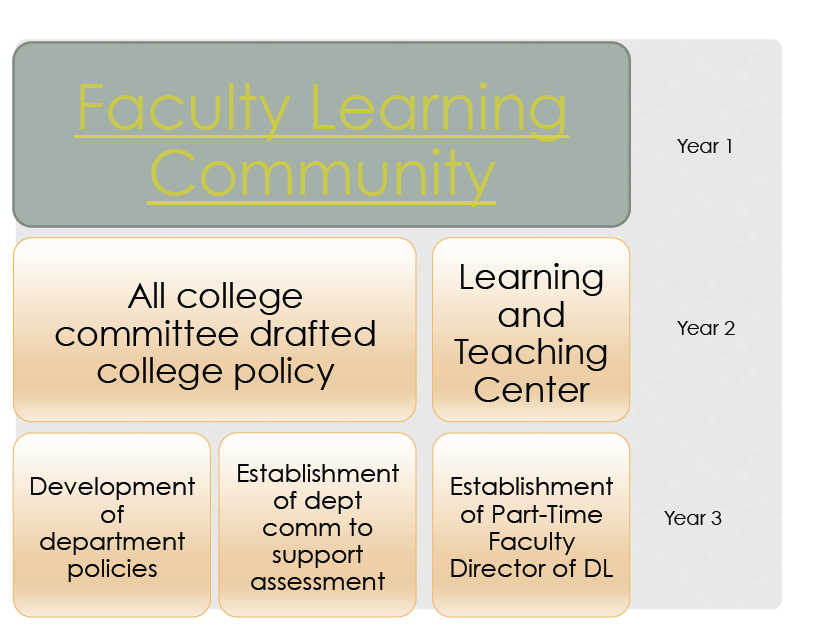 Faculty Learning
Community
Year 1
All college
committee drafted
college policy
Learning
and
Teaching
Center
Year 2
Development
of
department
policies
Establishment
of dept
comm to
support
assessment
Establishment
of Part-Time
Faculty
Director of DL
Year 3